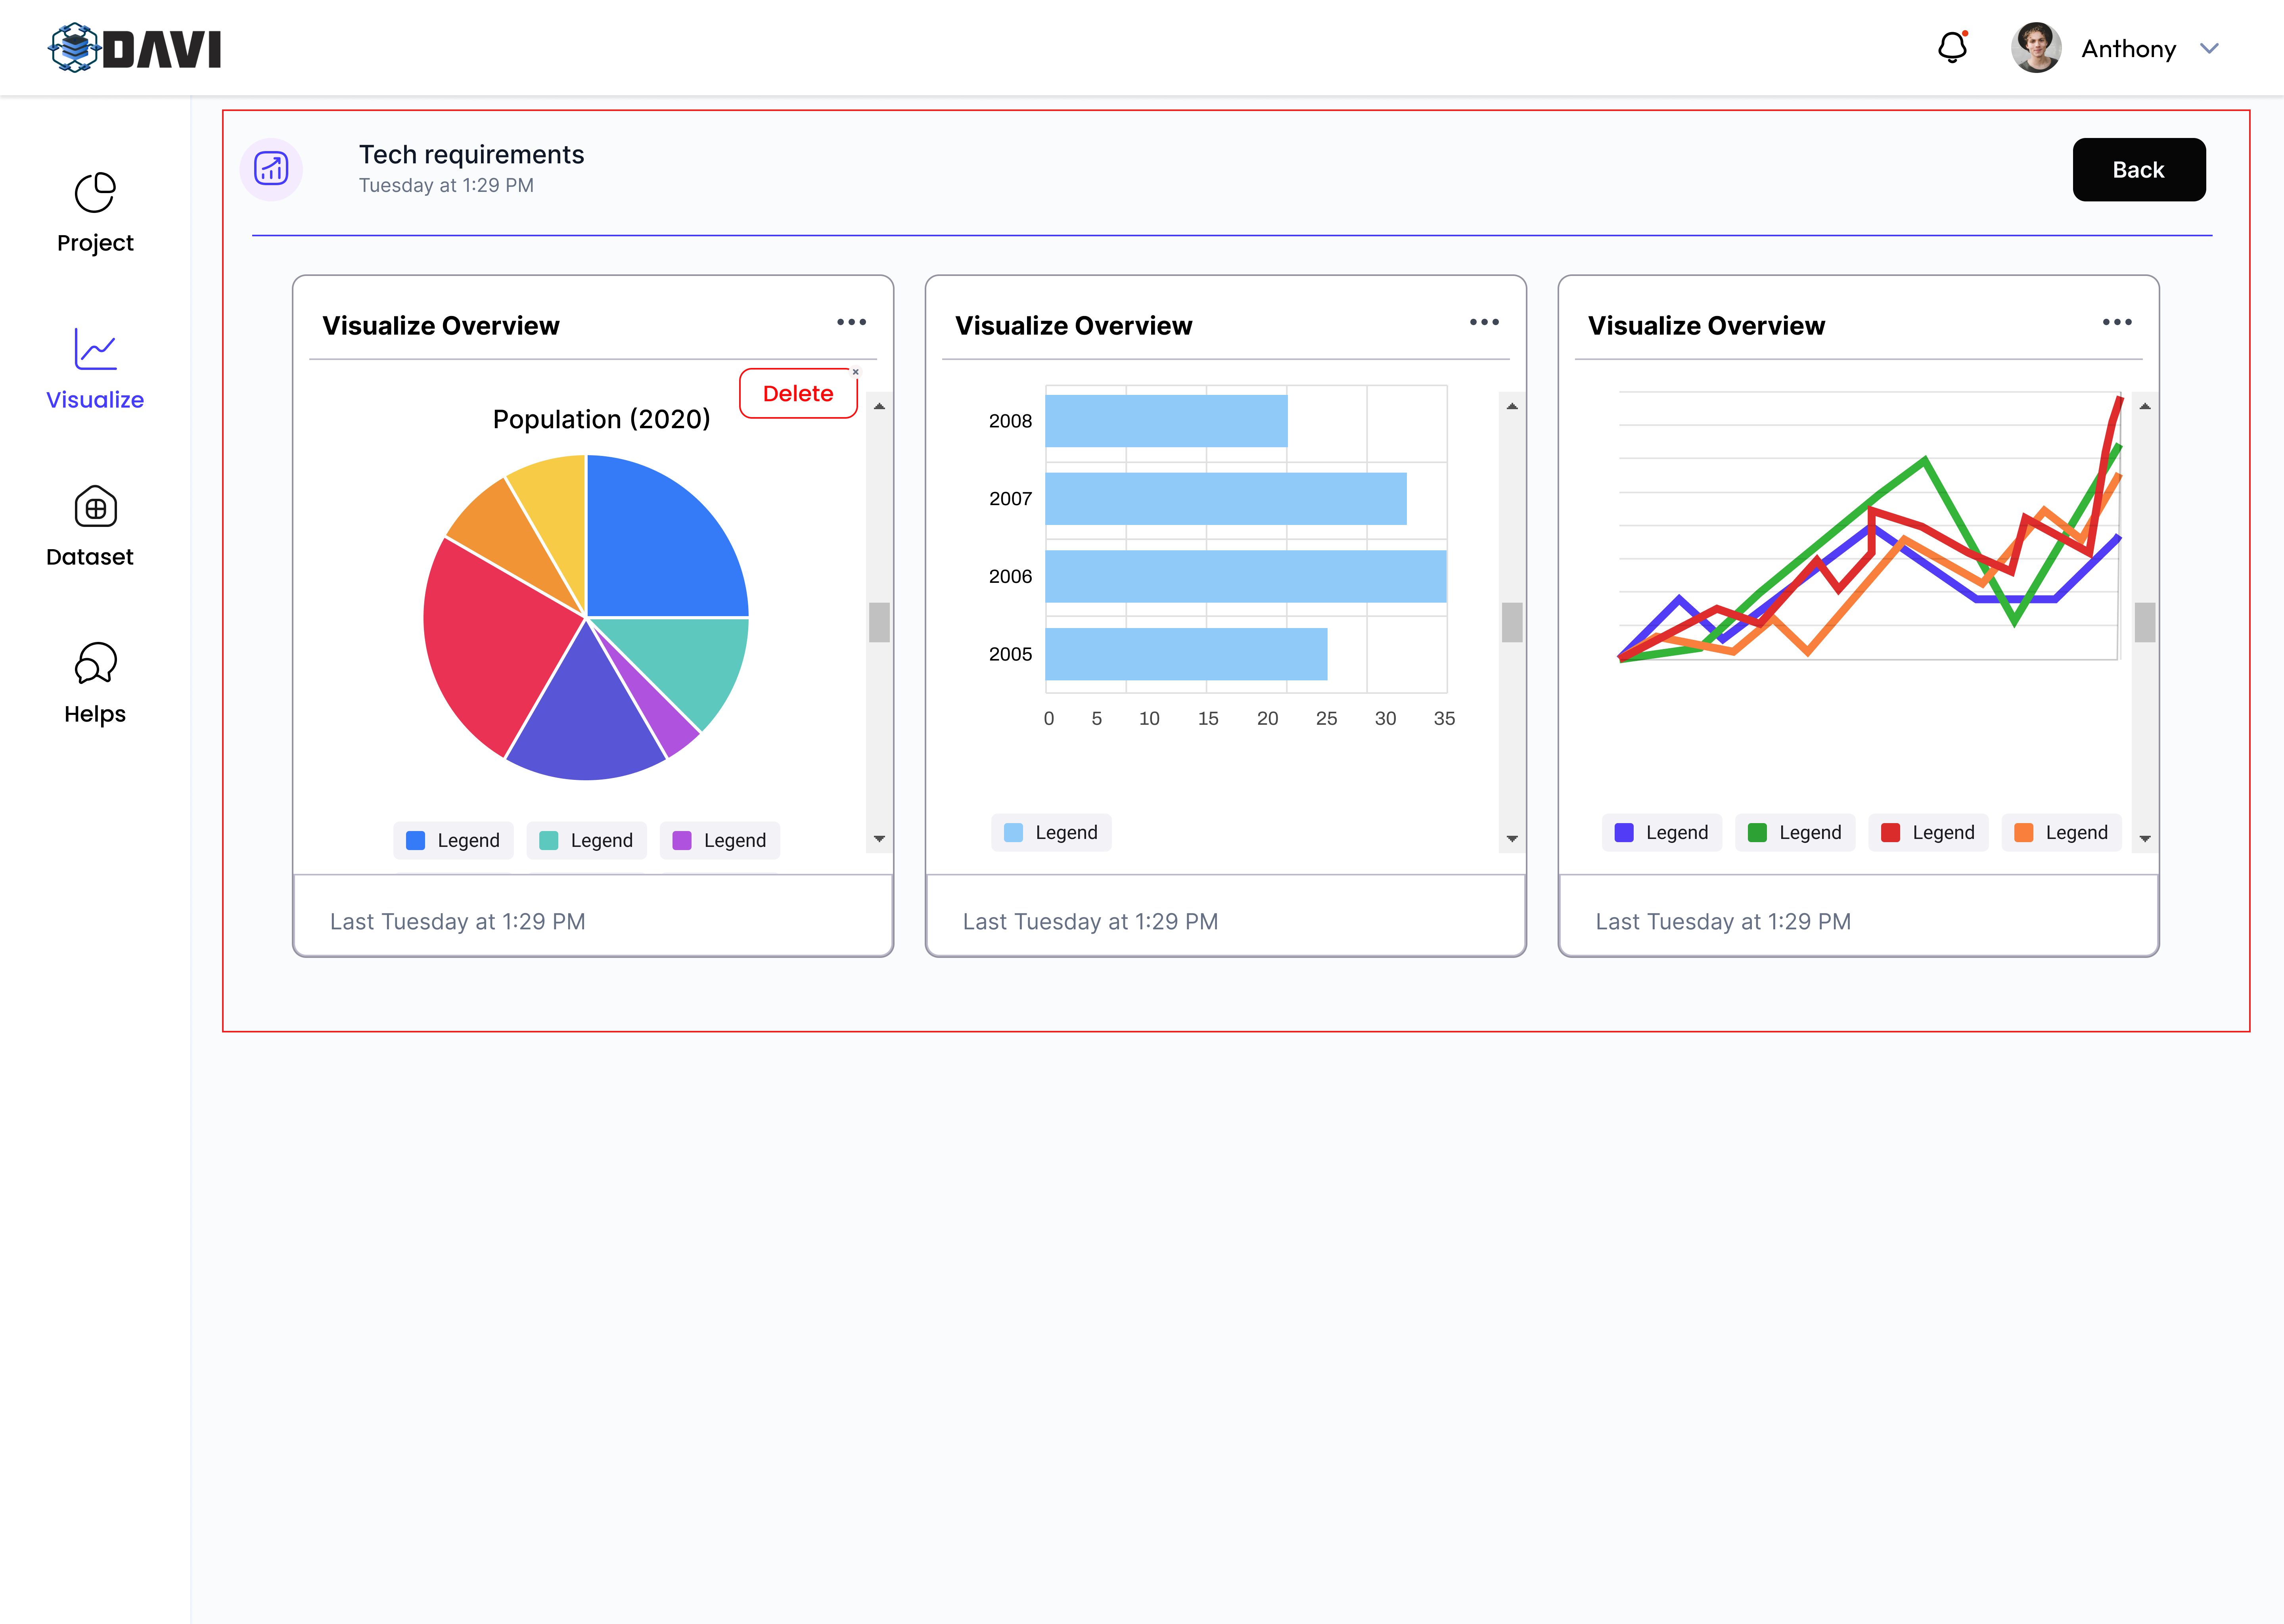 DAVI
Anthony
Project
Visualize
Dataset
Helps
Tech requirements
Tuesday at 1:29 PM
Back
Visualize Overview
Delete
×
Population (2020)
Legend
Legend
Legend
Last Tuesday at 1:29 PM
Visualize Overview
2008
2007
2006
2005
0 5 10 15 20 25 30 35
Legend
Last Tuesday at 1:29 PM
Visualize Overview
Legend
Legend
Legend
Legend
Last Tuesday at 1:29 PM